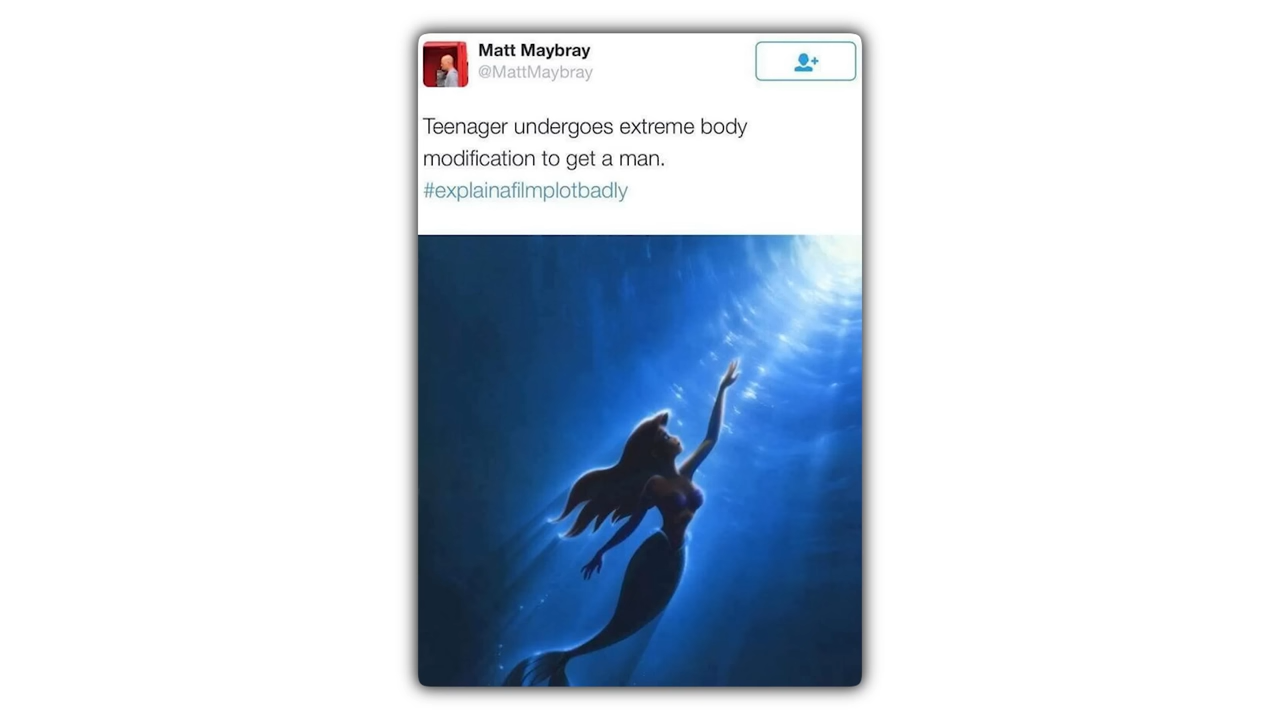 Matt Maybray
@MattMaybray
Teenager undergoes extreme body
modification to get a man.
#explainafilmplotbadly